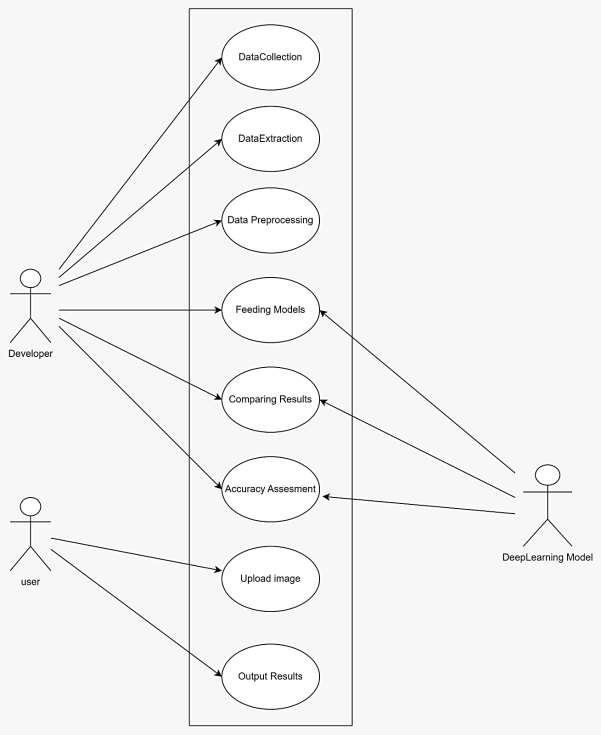 DataCollection
DataExtraction
Data Preprocessing
Feeding Models
Developer
Comparing Results
Accuracy Assesment
DeepLearning Model
user
Upload image
Output Results